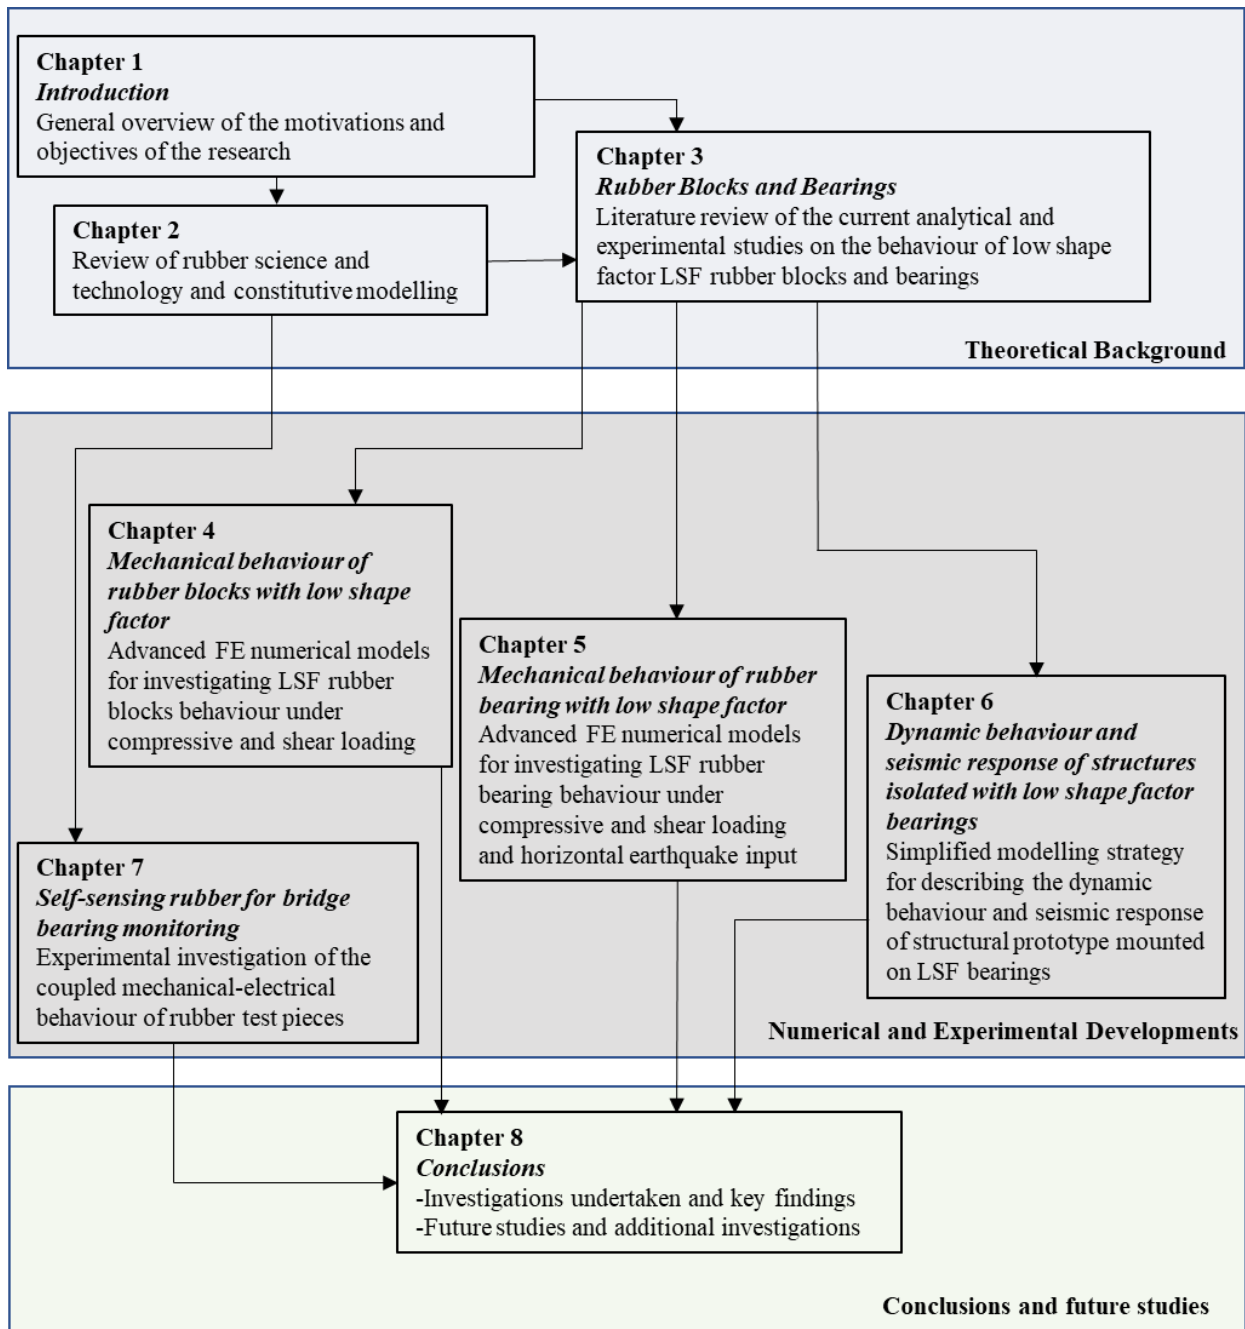 Chapter 1
Introduction
General overview of the motivations and
objectives of the research
Chapter 2
Review of rubber science and
technology and constitutive modelling
Chapter 3
Rubber Blocks and Bearings
Literature review of the current analytical and
experimental studies on the behaviour of low shape
factor LSF rubber blocks and bearings
Theoretical Background
Chapter 4
Mechanical behaviour of
rubber blocks with low shape
factor
Advanced FE numerical models
for investigating LSF rubber
blocks behaviour under
compressive and shear loading
Chapter 5
Mechanical behaviour of rubber
bearing with low shape factor
Advanced FE numerical models
for investigating LSF rubber
bearing behaviour under
compressive and shear loading
and horizontal earthquake input
Chapter 6
Dynamic behaviour and
seismic response of structures
isolated with low shape factor
bearings
Simplified modelling strategy
for describing the dynamic
behaviour and seismic response
of structural prototype mounted
on LSF bearings
Chapter 7
Self-sensing rubber for bridge
bearing monitoring
Experimental investigation of the
coupled mechanical-electrical
behaviour of rubber test pieces
Numerical and Experimental Developments
Chapter 8
Conclusions
-Investigations undertaken and key findings
-Future studies and additional investigations
Conclusions and future studies